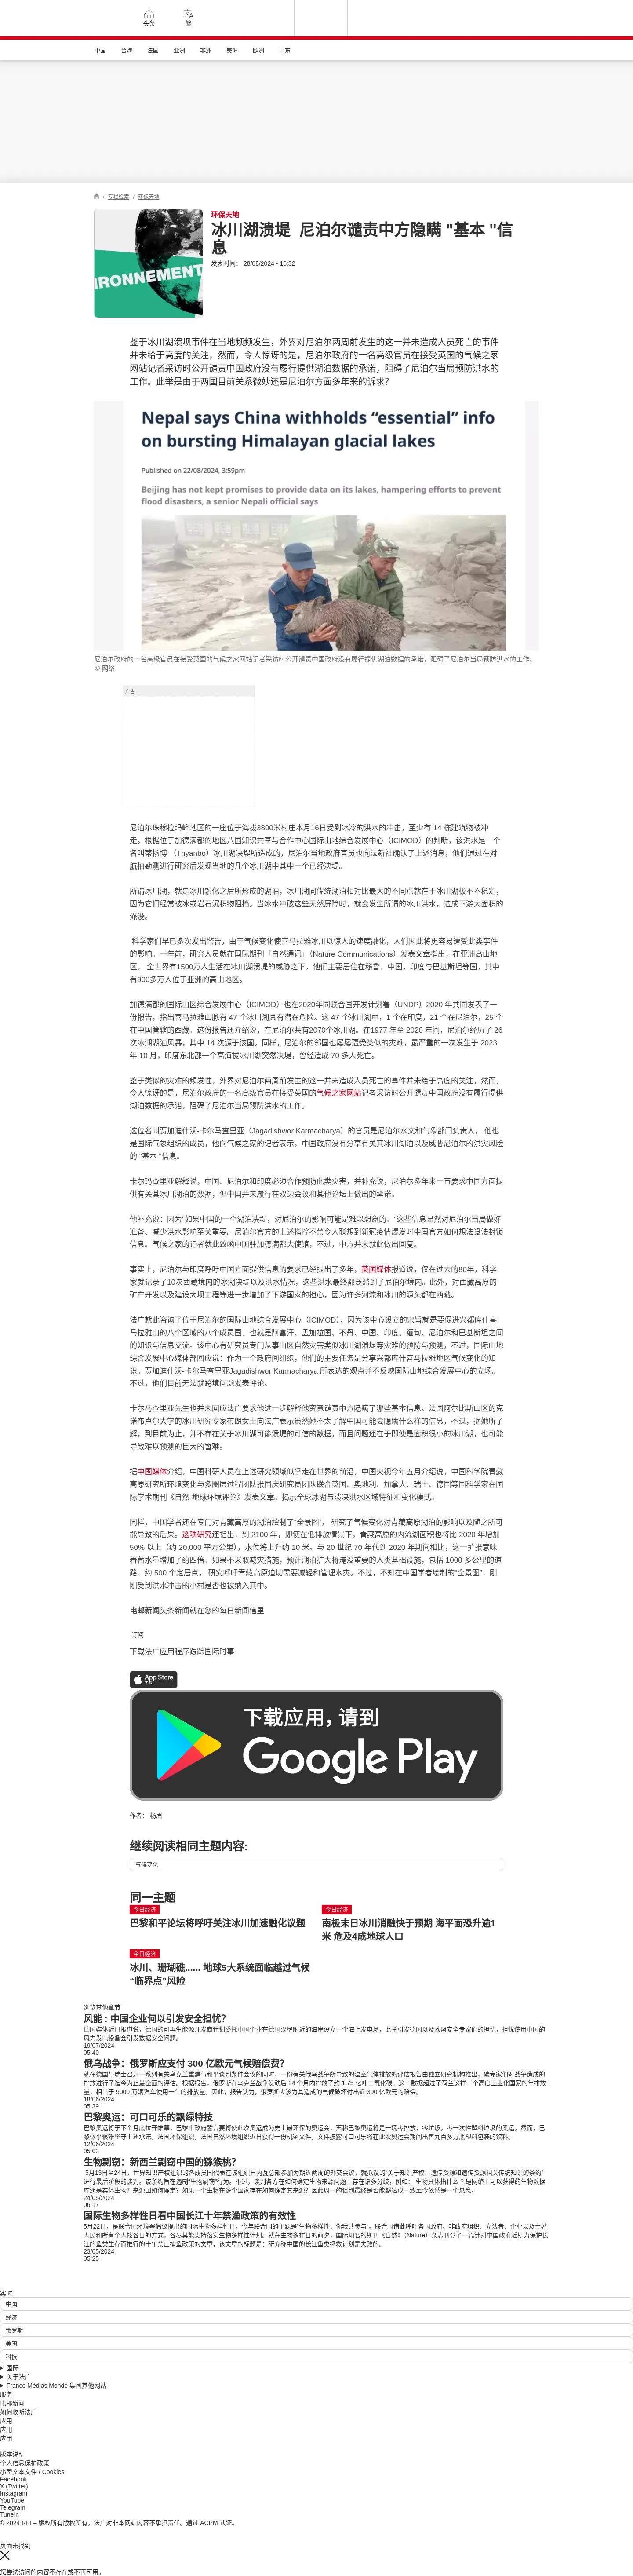 头条
繁
中国
台海
法国
亚洲
非洲
美洲
欧洲
中东
/ 专栏检索 / 环保天地
IRONNEMENT
环保天地
冰川湖溃堤  尼泊尔谴责中方隐瞒 "基本 "信
息
发表时间： 28/08/2024 - 16:32
鉴于冰川湖溃坝事件在当地频频发生，外界对尼泊尔两周前发生的这一并未造成人员死亡的事件
并未给于高度的关注，然而，令人惊讶的是，尼泊尔政府的一名高级官员在接受英国的气候之家
网站记者采访时公开谴责中国政府没有履行提供湖泊数据的承诺，阻碍了尼泊尔当局预防洪水的
工作。此举是由于两国目前关系微妙还是尼泊尔方面多年来的诉求?
Nepal says China withholds “essential” info
on bursting Himalayan glacial lakes
Published on 22/08/2024, 3:59pm
Beijing has not kept promises to provide data on its lakes, hampering efforts to prevent
flood disasters, a senior Nepali official says
尼泊尔政府的一名高级官员在接受英国的气候之家网站记者采访时公开谴责中国政府没有履行提供湖泊数据的承诺，阻碍了尼泊尔当局预防洪水的工作。
© 网络
广告
尼泊尔珠穆拉玛峰地区的一座位于海拔3800米村庄本月16日受到冰冷的洪水的冲击，至少有 14 栋建筑物被冲
走。根据位于加德满都的地区八国知识共享与合作中心国际山地综合发展中心（ICIMOD）的判断，该洪水是一个
名叫蒂扬博 （Thyanbo）冰川湖决堤所造成的，尼泊尔当地政府官员也向法新社确认了上述消息，他们通过在对
航拍勘测进行研究后发现当地的几个冰川湖中其中一个已经决堤。
所谓冰川湖，就是冰川融化之后所形成的湖泊，冰川湖同传统湖泊相对比最大的不同点就在于冰川湖极不不稳定，
因为它们经常被冰或岩石沉积物阻挡。当冰水冲破这些天然屏障时，就会发生所谓的冰川洪水，造成下游大面积的
淹没。
科学家们早已多次发出警告，由于气候变化使喜马拉雅冰川以惊人的速度融化，人们因此将更容易遭受此类事件
的影响。一年前，研究人员就在国际期刊「自然通讯」（Nature Communications）发表文章指出，在亚洲高山地
区， 全世界有1500万人生活在冰川湖溃堤的威胁之下，他们主要居住在秘鲁，中国，印度与巴基斯坦等国，其中
有900多万人位于亚洲的高山地区。
加德满都的国际山区综合发展中心（ICIMOD）也在2020年同联合国开发计划署（UNDP）2020 年共同发表了一
份报告，指出喜马拉雅山脉有 47 个冰川湖具有潜在危险。这 47 个冰川湖中，1 个在印度，21 个在尼泊尔，25 个
在中国管辖的西藏。这份报告还介绍说，在尼泊尔共有2070个冰川湖。在1977 年至 2020 年间，尼泊尔经历了 26
次冰湖湖泊风暴，其中 14 次源于该国。同样，尼泊尔的邻国也屡屡遭受类似的灾难，最严重的一次发生于 2023
年 10 月，印度东北部一个高海拔冰川湖突然决堤，曾经造成 70 多人死亡。
鉴于类似的灾难的频发性，外界对尼泊尔两周前发生的这一并未造成人员死亡的事件并未给于高度的关注，然而，
令人惊讶的是，尼泊尔政府的一名高级官员在接受英国的气候之家网站记者采访时公开谴责中国政府没有履行提供
湖泊数据的承诺，阻碍了尼泊尔当局预防洪水的工作。
这位名叫贾加迪什沃-卡尔马查里亚（Jagadishwor Karmacharya）的官员是尼泊尔水文和气象部门负责人， 他也
是国际气象组织的成员，他向气候之家的记者表示，中国政府没有分享有关其冰川湖泊以及威胁尼泊尔的洪灾风险
的 "基本 "信息。
卡尔玛查里亚解释说，中国、尼泊尔和印度必须合作预防此类灾害，并补充说，尼泊尔多年来一直要求中国方面提
供有关其冰川湖泊的数据，但中国并未履行在双边会议和其他论坛上做出的承诺。
他补充说：因为"如果中国的一个湖泊决堤，对尼泊尔的影响可能是难以想象的。"这些信息显然对尼泊尔当局做好
准备、减少洪水影响至关重要。尼泊尔官方的上述指控不禁令人联想到新冠疫情爆发时中国官方如何想法设法封锁
信息。气候之家的记者就此致函中国驻加德满都大使馆，不过，中方并未就此做出回复。
事实上，尼泊尔与印度呼吁中国方面提供信息的要求已经提出了多年，英国媒体报道说，仅在过去的80年，科学
家就记录了10次西藏境内的冰湖决堤以及洪水情况，这些洪水最终都泛滥到了尼伯尔境内。此外，对西藏高原的
矿产开发以及建设大坝工程等进一步增加了下游国家的担心，因为许多河流和冰川的源头都在西藏。
法广就此咨询了位于尼泊尔的国际山地综合发展中心（ICIMOD），因为该中心设立的宗旨就是要促进兴都库什喜
马拉雅山的八个区域的八个成员国，也就是阿富汗、孟加拉国、不丹、中国、印度、缅甸、尼泊尔和巴基斯坦之间
的知识与信息交流。该中心有研究员专门从事山区自然灾害类似冰川湖溃堤等灾难的预防与预测，不过，国际山地
综合发展中心媒体部回应说：作为一个政府间组织，他们的主要任务是分享兴都库什喜马拉雅地区气候变化的知
识。贾加迪什沃-卡尔马查里亚Jagadishwor Karmacharya 所表达的观点并不反映国际山地综合发展中心的立场。
不过，他们目前无法就跨境问题发表评论。
卡尔马查里亚先生也并未回应法广要求他进一步解释他究竟谴责中方隐瞒了哪些基本信息。法国阿尔比斯山区的克
诺布卢尔大学的冰川研究专家布朗女士向法广表示虽然她不太了解中国可能会隐瞒什么样的信息，不过，据她所了
解，到目前为止，并不存在关于冰川湖可能溃堤的可信的数据，而且问题还在于即使是面积很小的冰川湖，也可能
导致难以预测的巨大的智难。
据中国媒体介绍，中国科研人员在上述研究领域似乎走在世界的前沿，中国央视今年五月介绍说，中国科学院青藏
高原研究所环境变化与多圈层过程团队张国庆研究员团队联合英国、奥地利、加拿大、瑞士、德国等国科学家在国
际学术期刊《自然-地球环境评论》发表文章。揭示全球冰湖与溃决洪水区域特征和变化模式。
同样，中国学者还在专门对青藏高原的湖泊绘制了“全景图”， 研究了气候变化对青藏高原湖泊的影响以及随之所可
能导致的后果。这项研究还指出，到 2100 年，即使在低排放情景下，青藏高原的内流湖面积也将比 2020 年增加
50% 以上（约 20,000 平方公里），水位将上升约 10 米。与 20 世纪 70 年代到 2020 年期间相比，这一扩张意味
着蓄水量增加了约四倍。如果不采取减灾措施，预计湖泊扩大将淹没重要的人类基础设施，包括 1000 多公里的道
路、约 500 个定居点， 研究呼吁青藏高原迫切需要减轻和管理水灾。不过，不知在中国学者绘制的“全景图”，刚
刚受到洪水冲击的小村是否也被纳入其中。
电邮新闻头条新闻就在您的每日新闻信里
订阅
下载法广应用程序跟踪国际时事
App Store
下载
下载应用，请到
Google Play
作者： 杨眉
继续阅读相同主题内容:
气候变化
同一主题
今日经济
巴黎和平论坛将呼吁关注冰川加速融化议题
今日经济
南极末日冰川消融快于预期 海平面恐升逾1
米 危及4成地球人口
今日经济
冰川、珊瑚礁...... 地球5大系统面临越过气候
“临界点”风险
浏览其他章节
风能 : 中国企业何以引发安全担忧？
德国媒体近日报道说，德国的可再生能源开发商计划委托中国企业在德国汉堡附近的海岸设立一个海上发电场，此举引发德国以及欧盟安全专家们的担忧，担忧使用中国的
风力发电设备会引发数据安全问题。
19/07/2024
05:40
俄乌战争：俄罗斯应支付 300 亿欧元气候赔偿费？
就在德国与瑞士召开一系列有关乌克兰重建与和平谈判条件会议的同时，一份有关俄乌战争所导致的温室气体排放的评估报告由独立研究机构推出，碳专家们对战争造成的
排放进行了迄今为止最全面的评估。根据报告，俄罗斯在乌克兰战争发动后 24 个月内排放了约 1.75 亿吨二氧化碳。这一数据超过了荷兰这样一个高度工业化国家的年排放
量，相当于 9000 万辆汽车使用一年的排放量。因此，报告认为，俄罗斯应该为其造成的气候破坏付出近 300 亿欧元的赔偿。
18/06/2024
05:39
巴黎奥运：可口可乐的飘绿特技
巴黎奥运将于下个月底拉开帷幕，巴黎市政府誓言要将使此次奥运成为史上最环保的奥运会，声称巴黎奥运将是一场零排放，零垃圾，零一次性塑料垃圾的奥运。然而，巴
黎似乎很难坚守上述承诺。法国环保组织，法国自然环境组织近日获得一份机密文件，文件披露可口可乐将在此次奥运会期间出售九百多万瓶塑料包装的饮料。
12/06/2024
05:03
生物剽窃：新西兰剽窃中国的猕猴桃？
5月13日至24日，世界知识产权组织的各成员国代表在该组织日内瓦总部参加为期近两周的外交会议，就拟议的"关于知识产权、遗传资源和遗传资源相关传统知识的条约"
进行最后阶段的谈判。该条约旨在遏制"生物剽窃"行为。不过，谈判各方在如何确定生物来源问题上存在诸多分歧，例如： 生物具体指什么 ? 是网络上可以获得的生物数据
库还是实体生物？来源国如何确定？如果一个生物在多个国家存在如何确定其来源？因此周一的谈判最终是否能够达成一致至今依然是一个悬念。
24/05/2024
06:17
国际生物多样性日看中国长江十年禁渔政策的有效性
5月22日，是联合国环境署倡议提出的国际生物多样性日，今年联合国的主题是“生物多样性，你我共参与”。联合国借此呼吁各国政府、非政府组织、立法者、企业以及土著
人民和所有个人按各自的方式，各尽其能支持落实生物多样性计划。就在生物多样日的前夕，国际知名的期刊《自然》（Nature）杂志刊登了一篇针对中国政府近期为保护长
江的鱼类生存而推行的十年禁止捕鱼政策的文章，该文章的标题是：研究称中国的长江鱼类拯救计划是失败的。
23/05/2024
05:25
实时
中国
经济
俄罗斯
美国
科技
▶ 国际
▶ 关于法广
▶ France Médias Monde 集团其他网站
服务
电邮新闻
如何收听法广
应用
应用
应用
版本说明
个人信息保护政策
小型文本文件 / Cookies
Facebook
X (Twitter)
Instagram
YouTube
Telegram
TuneIn
© 2024 RFI – 版权所有版权所有。法广对非本网站内容不承担责任。通过 ACPM 认证。
页面未找到
您尝试访问的内容不存在或不再可用。